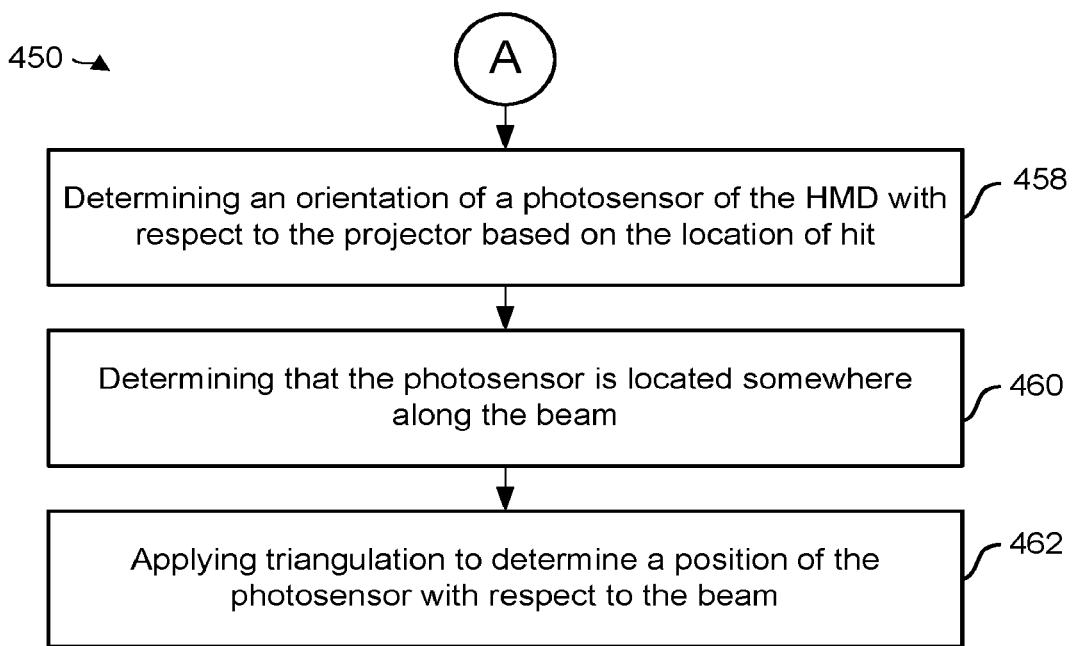 450
A
Determining an orientation of a photosensor of the HMD with
respect to the projector based on the location of hit
458
Determining that the photosensor is located somewhere
along the beam
460
Applying triangulation to determine a position of the
photosensor with respect to the beam
462